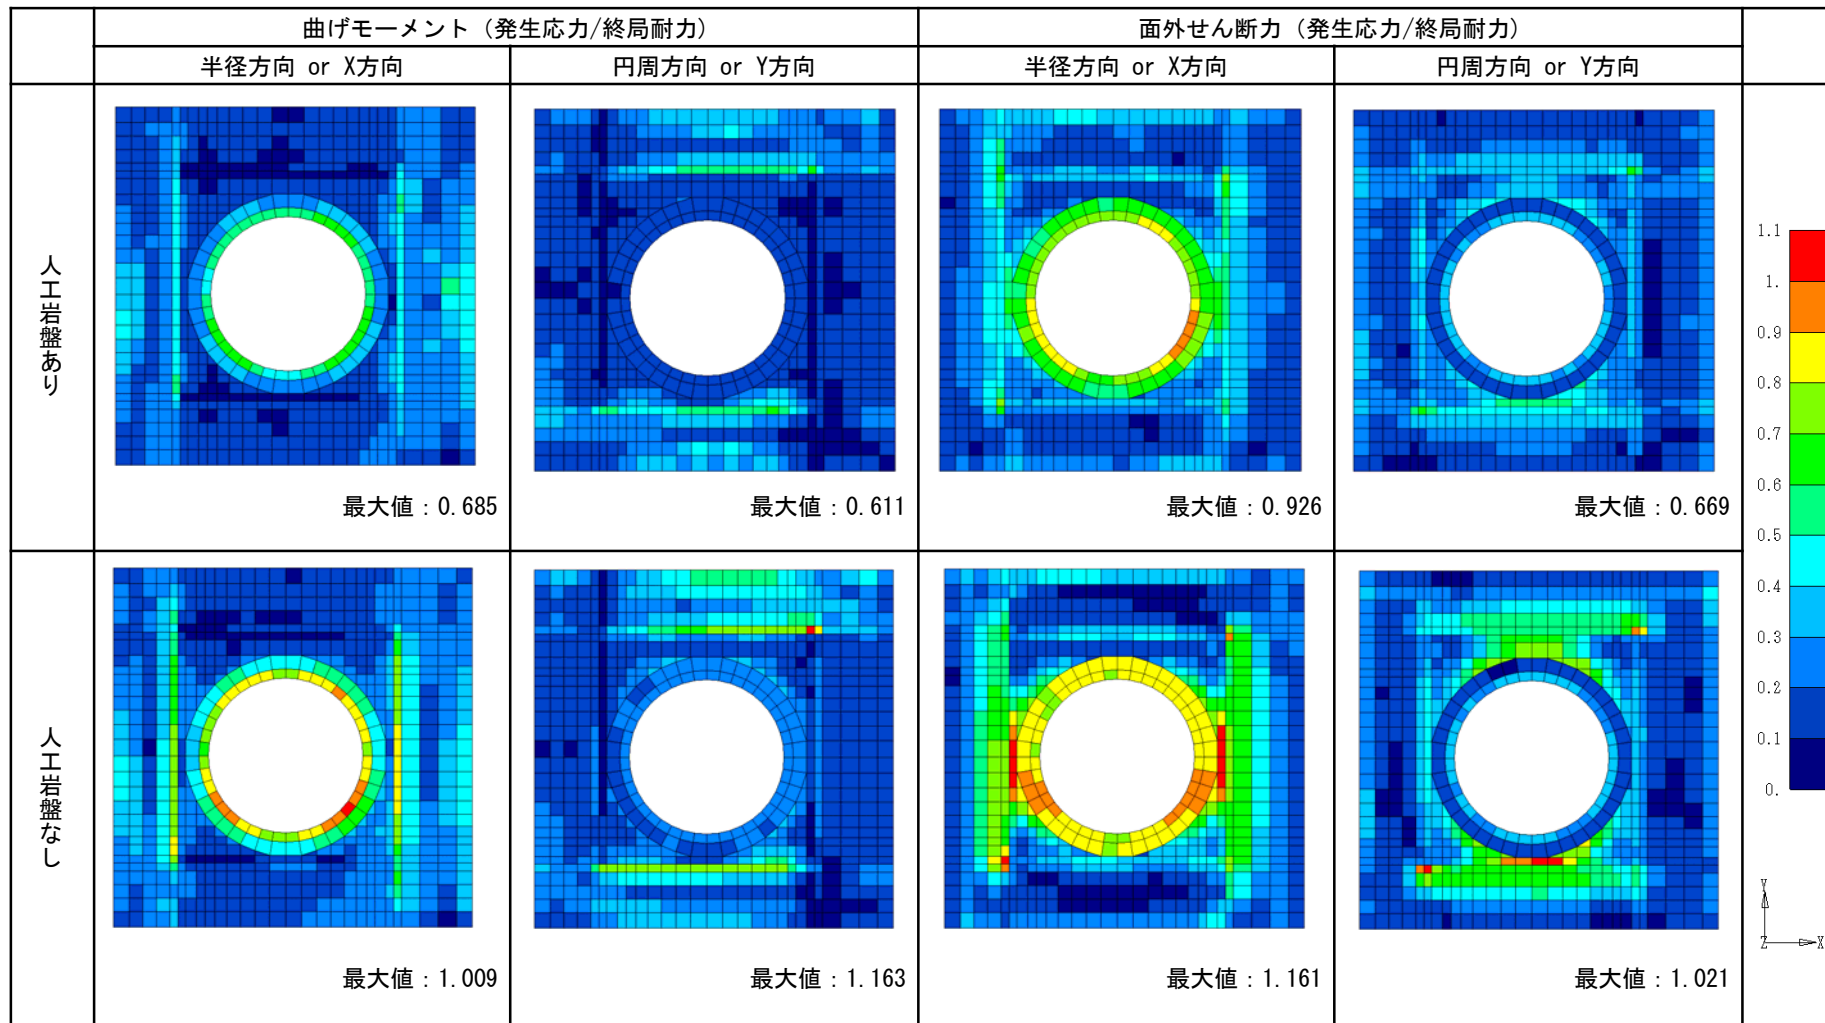 曲げモーメント（発生応力/終局耐力）
面外せん断力（発生応力/終局耐力）
半径方向 or X方向
円周方向 or Y方向
半径方向 or X方向
円周方向 or Y方向
人工岩盤あり
最大値：0.685
最大値：0.611
最大値：0.926
最大値：0.669
人工岩盤なし
最大値：1.009
最大値：1.163
最大値：1.161
最大値：1.021
1.1
1.
0.9
0.8
0.7
0.6
0.5
0.4
0.3
0.2
0.1
0.
Y
Z
X